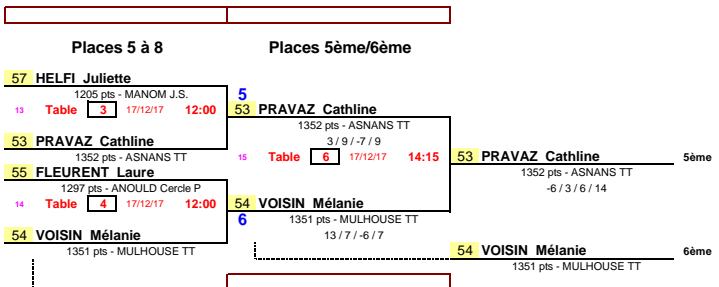 Places 5 à 8
Places 5ème/6ème
57 HELFI Juliette
1205 pts - MANOM J.S.
13 Table 3 17/12/17 12:00
53 PRAVAZ Cathline
1352 pts - ASNANS TT
55 FLEURENT Laure
1297 pts - ANOULD Cercle P
14 Table 4 17/12/17 12:00
54 VOISIN Mélanie
1351 pts - MULHOUSE TT
5
53 PRAVAZ Cathline
1352 pts - ASNANS TT
3 / 9 / -7 / 9
15 Table 6 17/12/17 14:15
54 VOISIN Mélanie
6
1351 pts - MULHOUSE TT
13 / 7 / -6 / 7
53 PRAVAZ Cathline 5ème
1352 pts - ASNANS TT
-6 / 3 / 6 / 14
54 VOISIN Mélanie 6ème
1351 pts - MULHOUSE TT